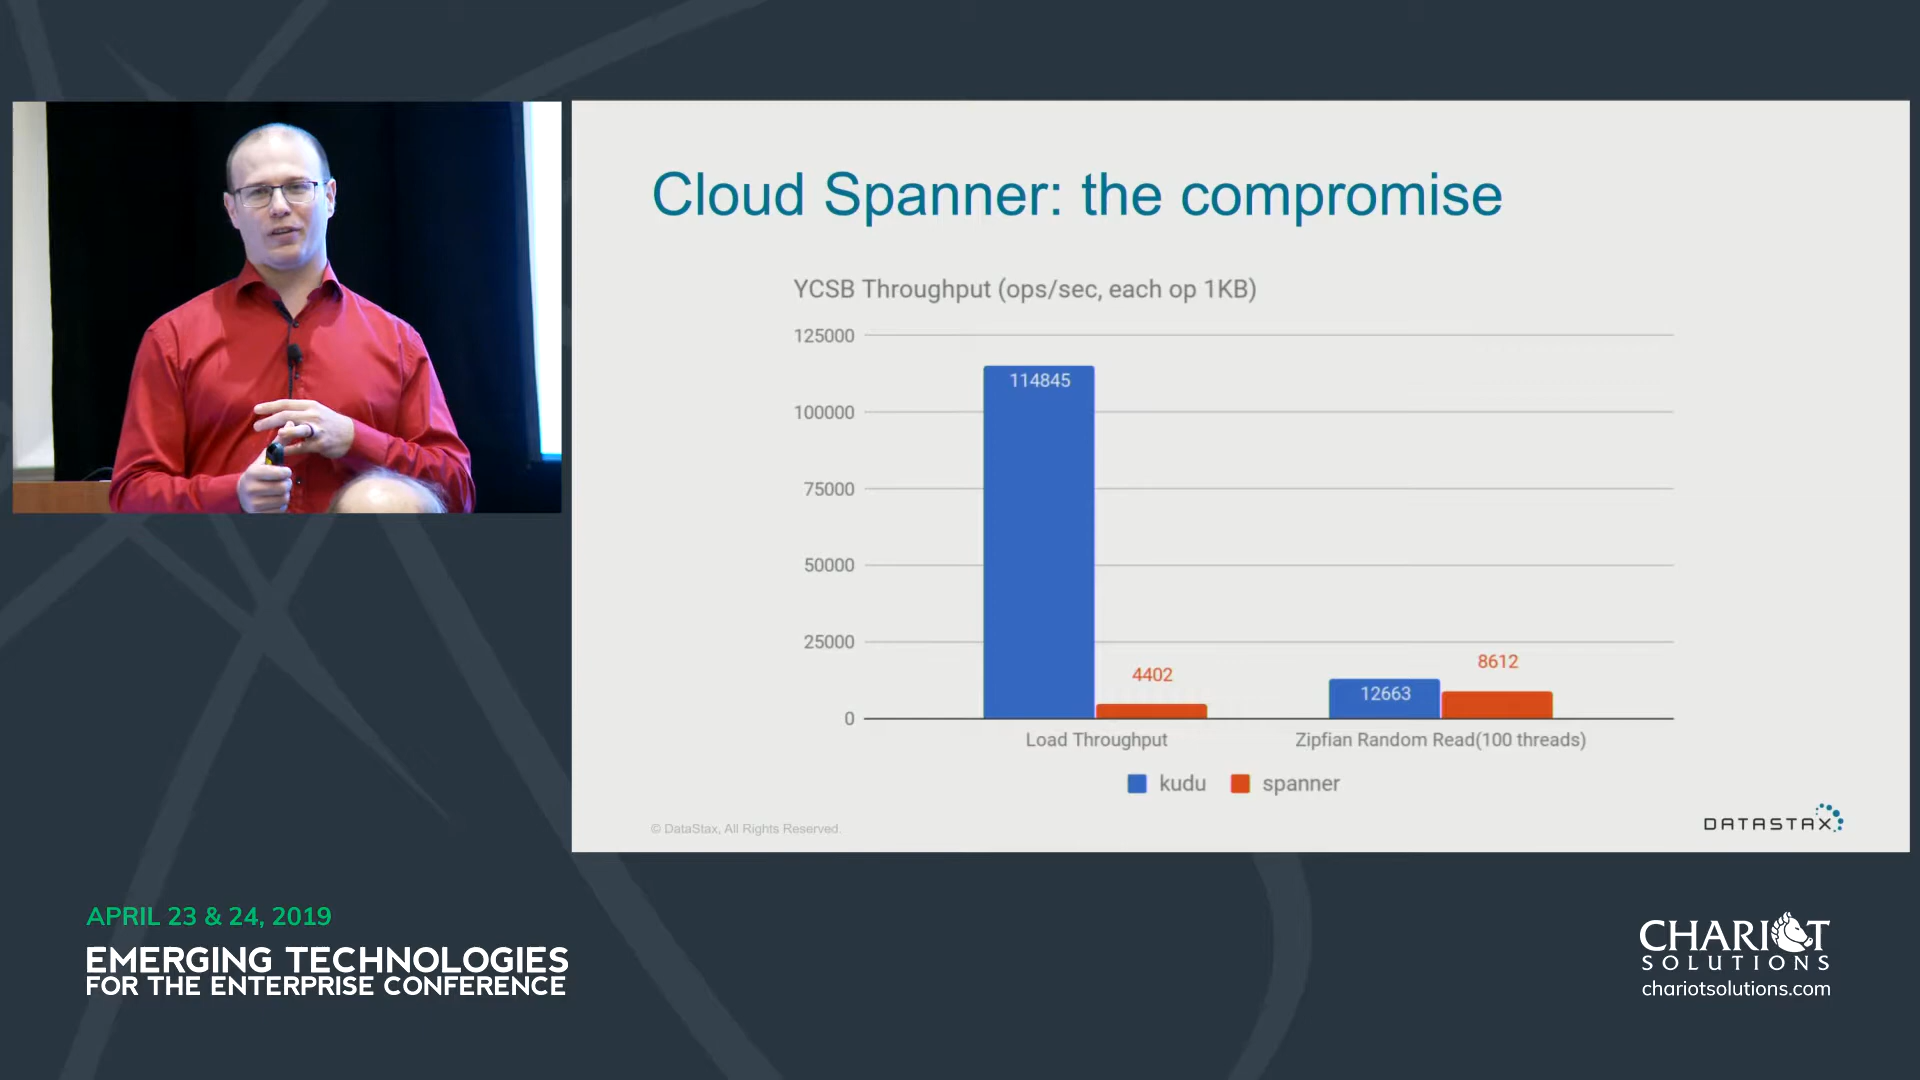 Cloud Spanner: the compromise
YCSB Throughput (ops/sec, each op 1KB)
125000
100000
75000
50000
25000
0
114845
4402
12663
8612
Load Throughput
Zipfian Random Read(100 threads)
kudu
spanner
© DataStax, All Rights Reserved.
DATASTAX
APRIL 23 & 24, 2019
EMERGING TECHNOLOGIES
FOR THE ENTERPRISE CONFERENCE
CHARIOT
SOLUTIONS
chariotsolutions.com